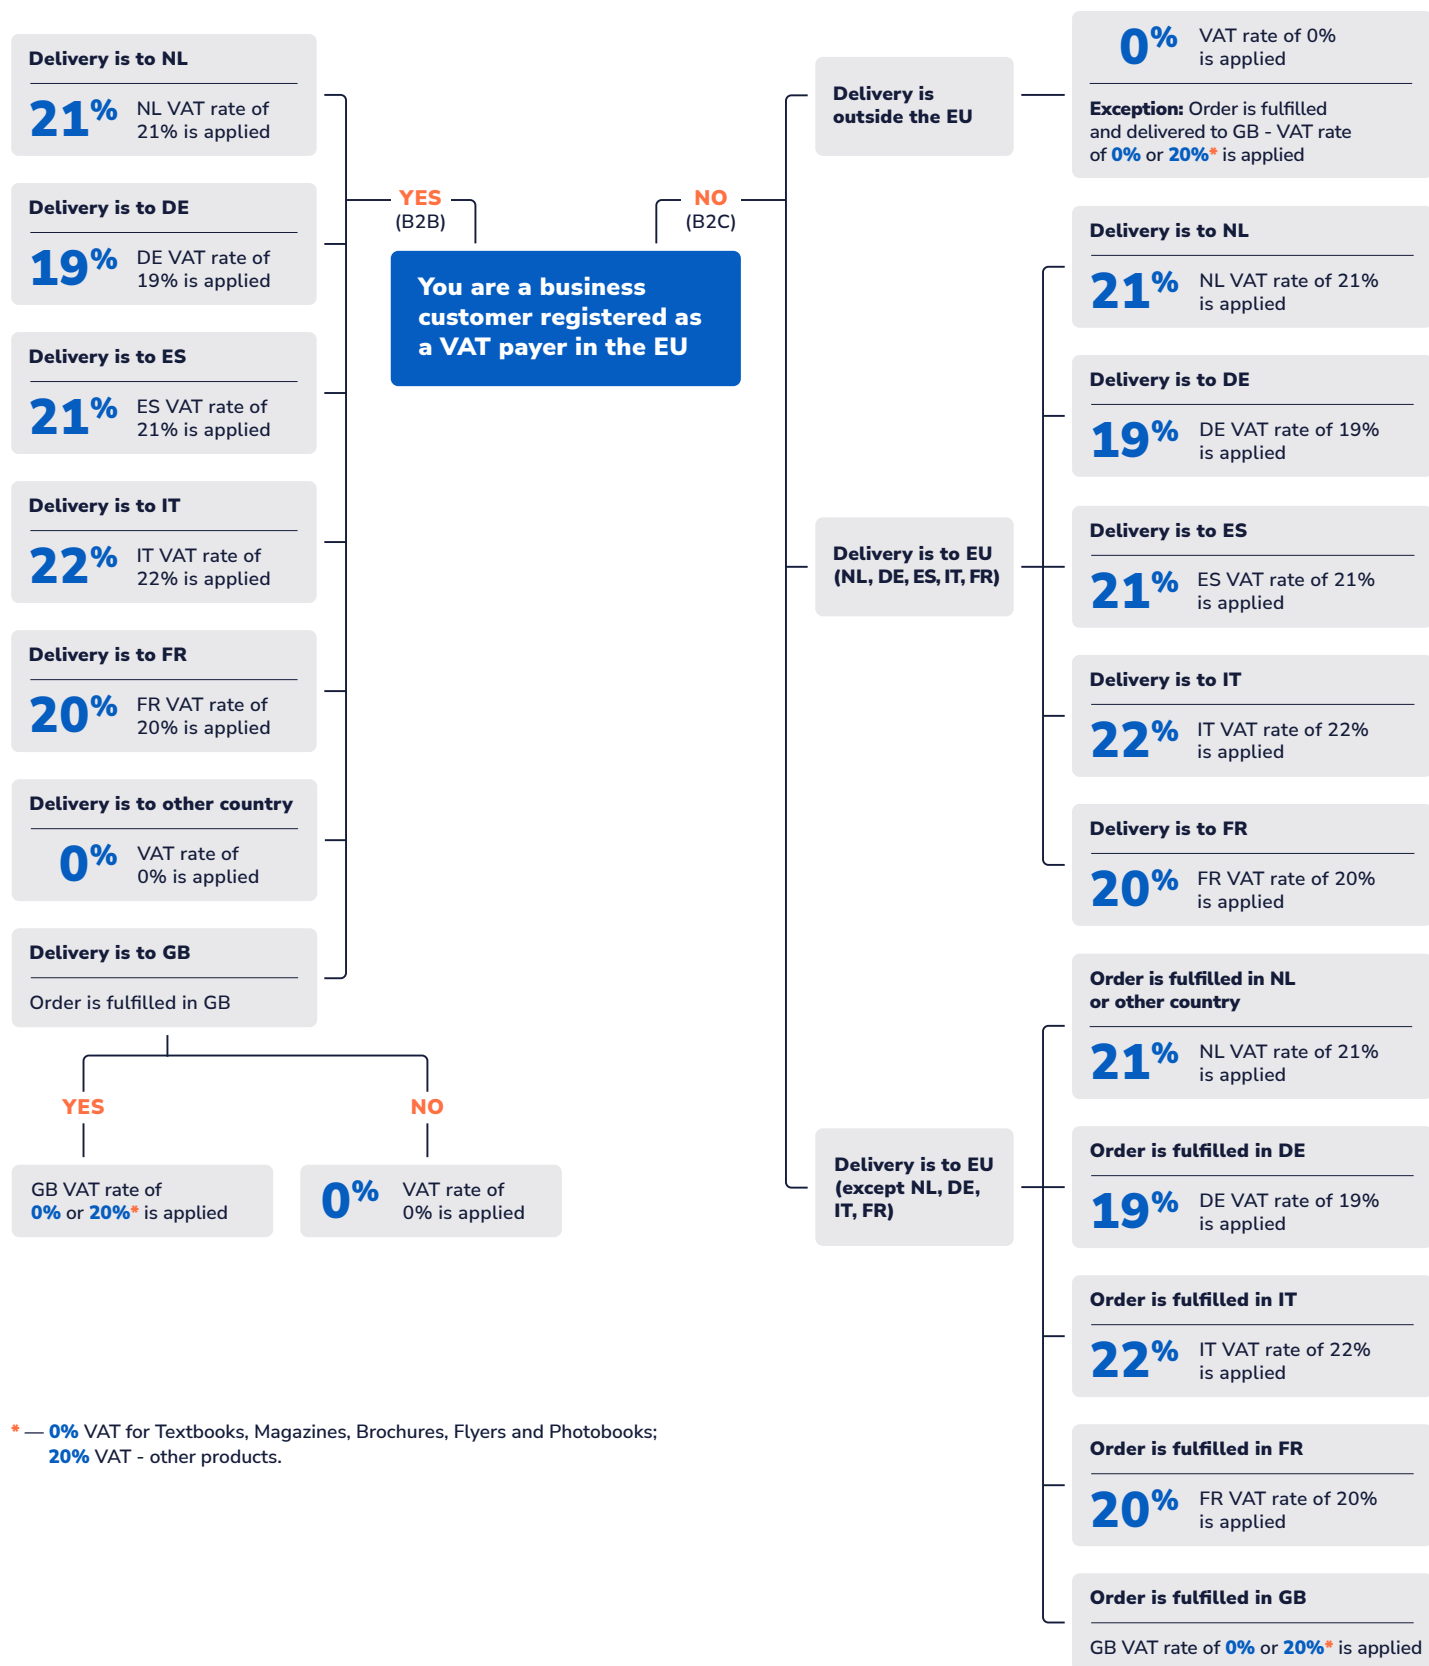 Delivery is to NL
21%
NL VAT rate of
21% is applied
Delivery is to DE
19%
DE VAT rate of
19% is applied
Delivery is to ES
21%
ES VAT rate of
21% is applied
Delivery is to IT
22%
IT VAT rate of
22% is applied
Delivery is to FR
20%
FR VAT rate of
20% is applied
Delivery is to other country
0%
VAT rate of
0% is applied
Delivery is to GB
Order is fulfilled in GB
YES
NO
GB VAT rate of
0% or 20%* is applied
0%
VAT rate of
0% is applied
* — 0% VAT for Textbooks, Magazines, Brochures, Flyers and Photobooks;
20% VAT - other products.
YES
(B2B)
NO
(B2C)
You are a business
customer registered as
a VAT payer in the EU
Delivery is
outside the EU
0%
VAT rate of 0%
is applied
Exception: Order is fulfilled
and delivered to GB - VAT rate
of 0% or 20%* is applied
Delivery is to EU
(NL, DE, ES, IT, FR)
Delivery is to NL
21%
NL VAT rate of 21%
is applied
Delivery is to DE
19%
DE VAT rate of 19%
is applied
Delivery is to ES
21%
ES VAT rate of 21%
is applied
Delivery is to IT
22%
IT VAT rate of 22%
is applied
Delivery is to FR
20%
FR VAT rate of 20%
is applied
Delivery is to EU
(except NL, DE,
IT, FR)
Order is fulfilled in NL
or other country
21%
NL VAT rate of 21%
is applied
Order is fulfilled in DE
19%
DE VAT rate of 19%
is applied
Order is fulfilled in IT
22%
IT VAT rate of 22%
is applied
Order is fulfilled in FR
20%
FR VAT rate of 20%
is applied
Order is fulfilled in GB
GB VAT rate of 0% or 20%* is applied